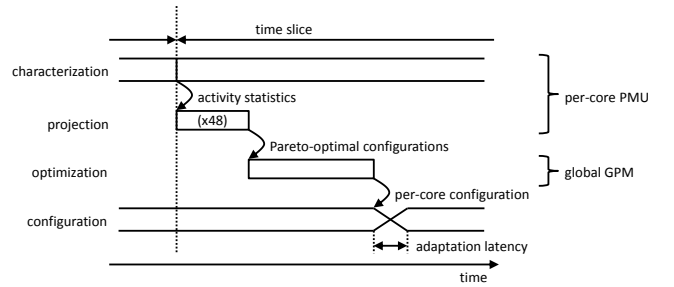 time slice
characterization
per-core PMU
activity statistics
projection
(x48)
Pareto-optimal configurations
optimization
global GPM
per-core configuration
configuration
adaptation latency
time